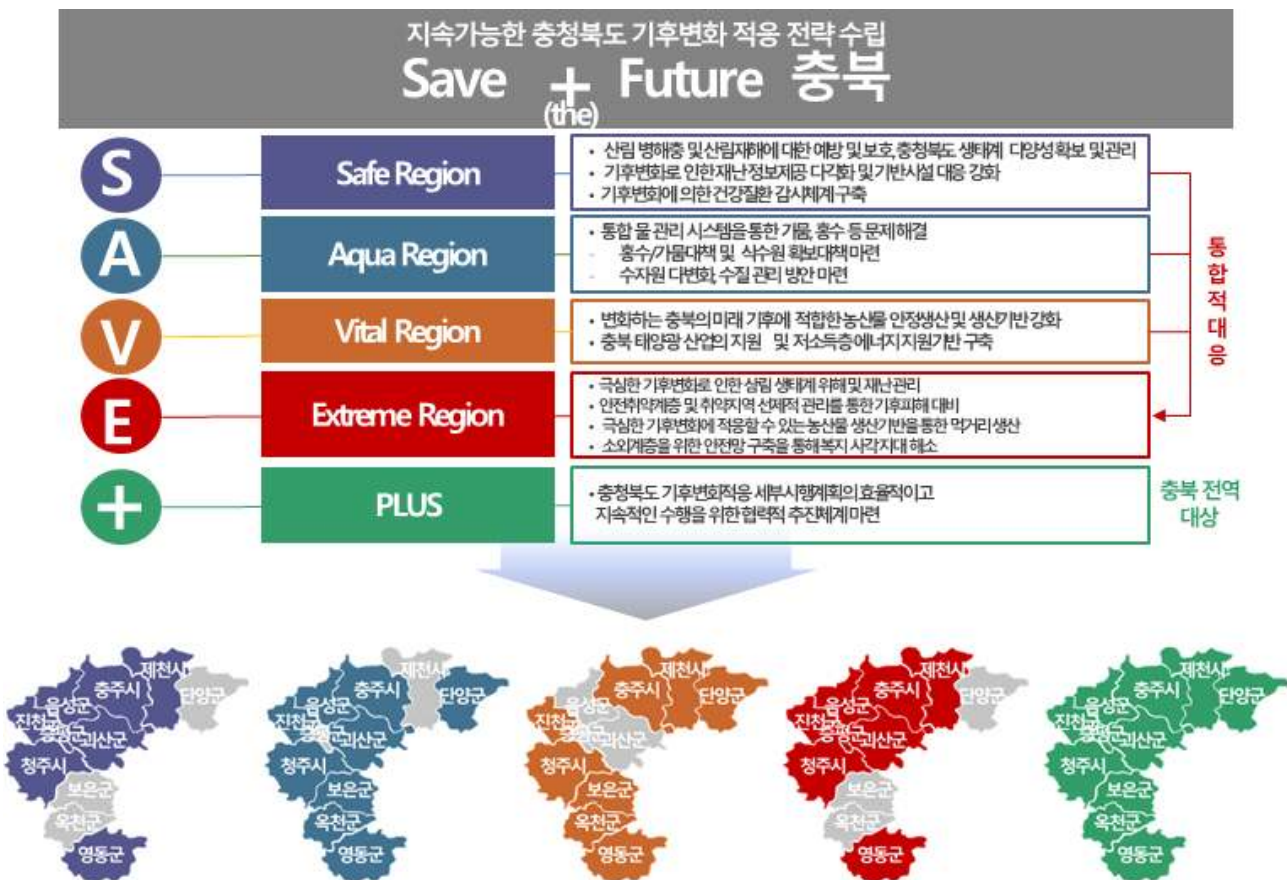 지속가능한 충청북도 기후변화 적응 전략 수립
Save + Future 충북
(the)
S
Safe Region
• 산림 병해충 및 산림재해에 대한 예방 및 보호, 충청북도 생태계 다양성 확보 및 관리
• 기후변화로 인한 재난 정보제공 다각화 및 기반시설 대응 강화
• 기후변화에 의한 건강질환 감시체계 구축
A
Aqua Region
• 통합 물 관리 시스템을 통한 가뭄, 홍수 등 문제 해결
- 홍수/가뭄대책 및 식수원 확보대책 마련
- 수자원 다변화, 수질 관리 방안 마련
V
Vital Region
• 변화하는 충북의 미래 기후에 적합한 농산물 안정생산 및 생산기반 강화
• 충북 태양광 산업의 지원 및 저소득층 에너지 지원기반 구축
E
Extreme Region
• 극심한 기후변화로 인한 삼림 생태계 위해 및 재난관리
• 안전취약계층 및 취약지역 선제적 관리를 통한 기후피해 대비
• 극심한 기후변화에 적응할 수 있는 농산물 생산기반을 통한 먹거리 생산
• 소외계층을 위한 안전망 구축을 통해 복지 사각지대 해소
통합적 대응
+
PLUS
• 충청북도 기후변화적응 세부시행계획의 효율적이고
지속적인 수행을 위한 협력적 추진체계 마련
충북 전역
대상
제천시
충주시
단양군
음성군
진천군
증평군
괴산군
청주시
보은군
옥천군
영동군
제천시
충주시
단양군
음성군
진천군
괴산군
청주시
보은군
옥천군
영동군
제천시
충주시
단양군
음성군
진천군
증평군
괴산군
청주시
보은군
옥천군
영동군
제천시
충주시
단양군
음성군
진천군
증평군
괴산군
청주시
보은군
옥천군
영동군
제천시
충주시
단양군
음성군
진천군
증평군
괴산군
청주시
보은군
옥천군
영동군